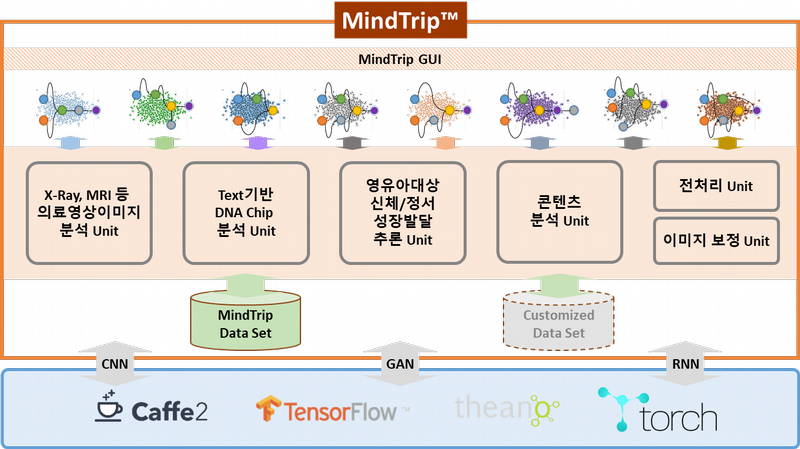 MindTrip™
MindTrip GUI
X-Ray, MRI 등
의료영상이미지
분석 Unit
Text기반
DNA Chip
분석 Unit
영유아대상
신체/정서
성장발달
추론 Unit
콘텐츠
분석 Unit
전처리 Unit
이미지 보정 Unit
MindTrip
Data Set
Customized
Data Set
CNN
GAN
RNN
Caffe2
TensorFlow™
theano
torch